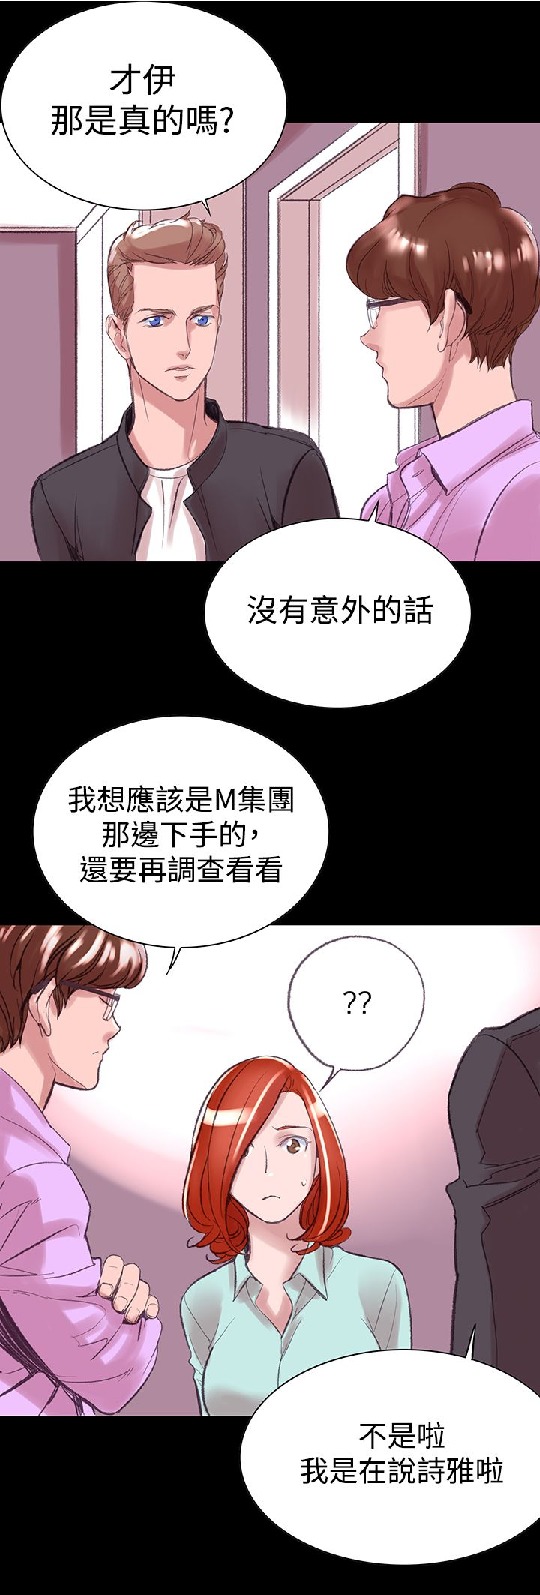 才伊
那是真的嗎?
沒有意外的話
我想應該是M集團
那邊下手的,
還要再調查看看
??
不是啦
我是在說詩雅啦